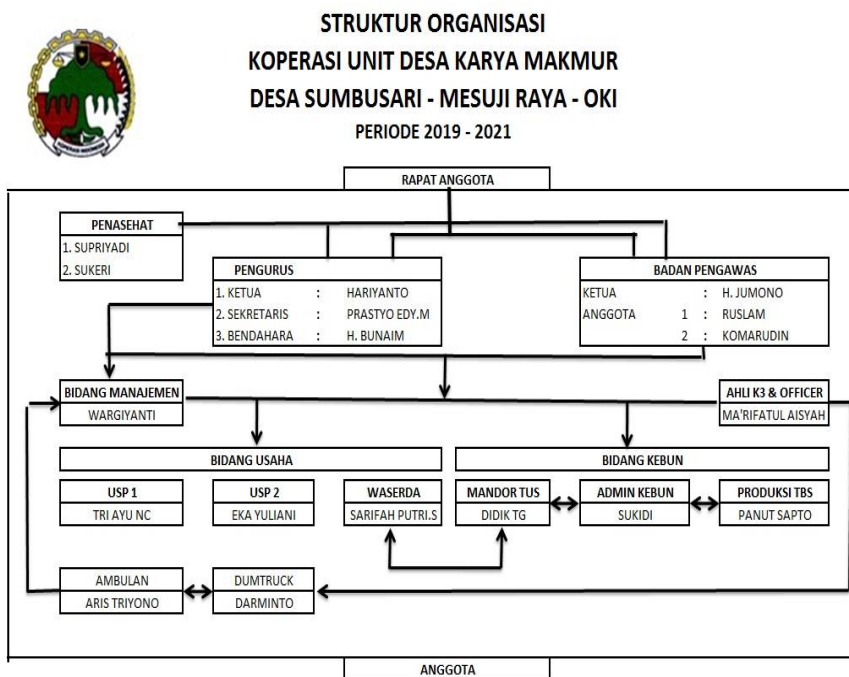 STRUKTUR ORGANISASI
KOPERASI UNIT DESA KARYA MAKMUR
DESA SUMBUSARI - MESUJI RAYA - OKI
PERIODE 2019 - 2021
KOPERASI INDONESIA
RAPAT ANGGOTA
PENASEHAT
1. SUPRIYADI
2. SUKERI
PENGURUS
1. KETUA : HARIYANTO
2. SEKRETARIS : PRASTYO EDY.M
3. BENDAHARA : H. BUNAIM
BADAN PENGAWAS
KETUA : H. JUMONO
ANGGOTA 1 : RUSLAM
2 : KOMARUDIN
BIDANG MANAJEMEN
WARGIYANTI
AHLI K3 & OFFICER
MA'RIFATUL AISYAH
BIDANG USAHA
BIDANG KEBUN
USP 1
TRI AYU NC
USP 2
EKA YULIANI
WASERDA
SARIFAH PUTRI.S
MANDOR TUS
DIDIK TG
ADMIN KEBUN
SUKIDI
PRODUKSI TBS
PANUT SAPTO
AMBULAN
ARIS TRIYONO
DUMTRUCK
DARMINTO
ANGGOTA